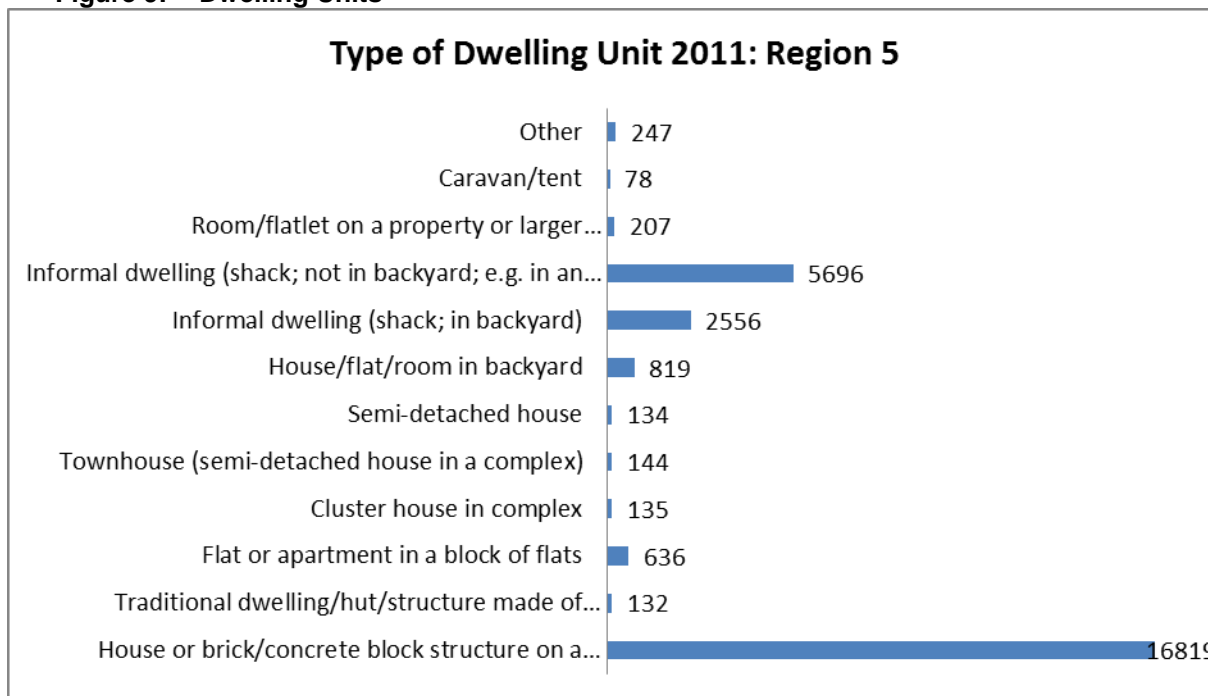 Type of Dwelling Unit 2011: Region 5
Other 247
Caravan/tent 78
Room/flatlet on a property or larger... 207
Informal dwelling (shack; not in backyard; e.g. in an... 5696
Informal dwelling (shack; in backyard) 2556
House/flat/room in backyard 819
Semi-detached house 134
Townhouse (semi-detached house in a complex) 144
Cluster house in complex 135
Flat or apartment in a block of flats 636
Traditional dwelling/hut/structure made of... 132
House or brick/concrete block structure on a... 16819